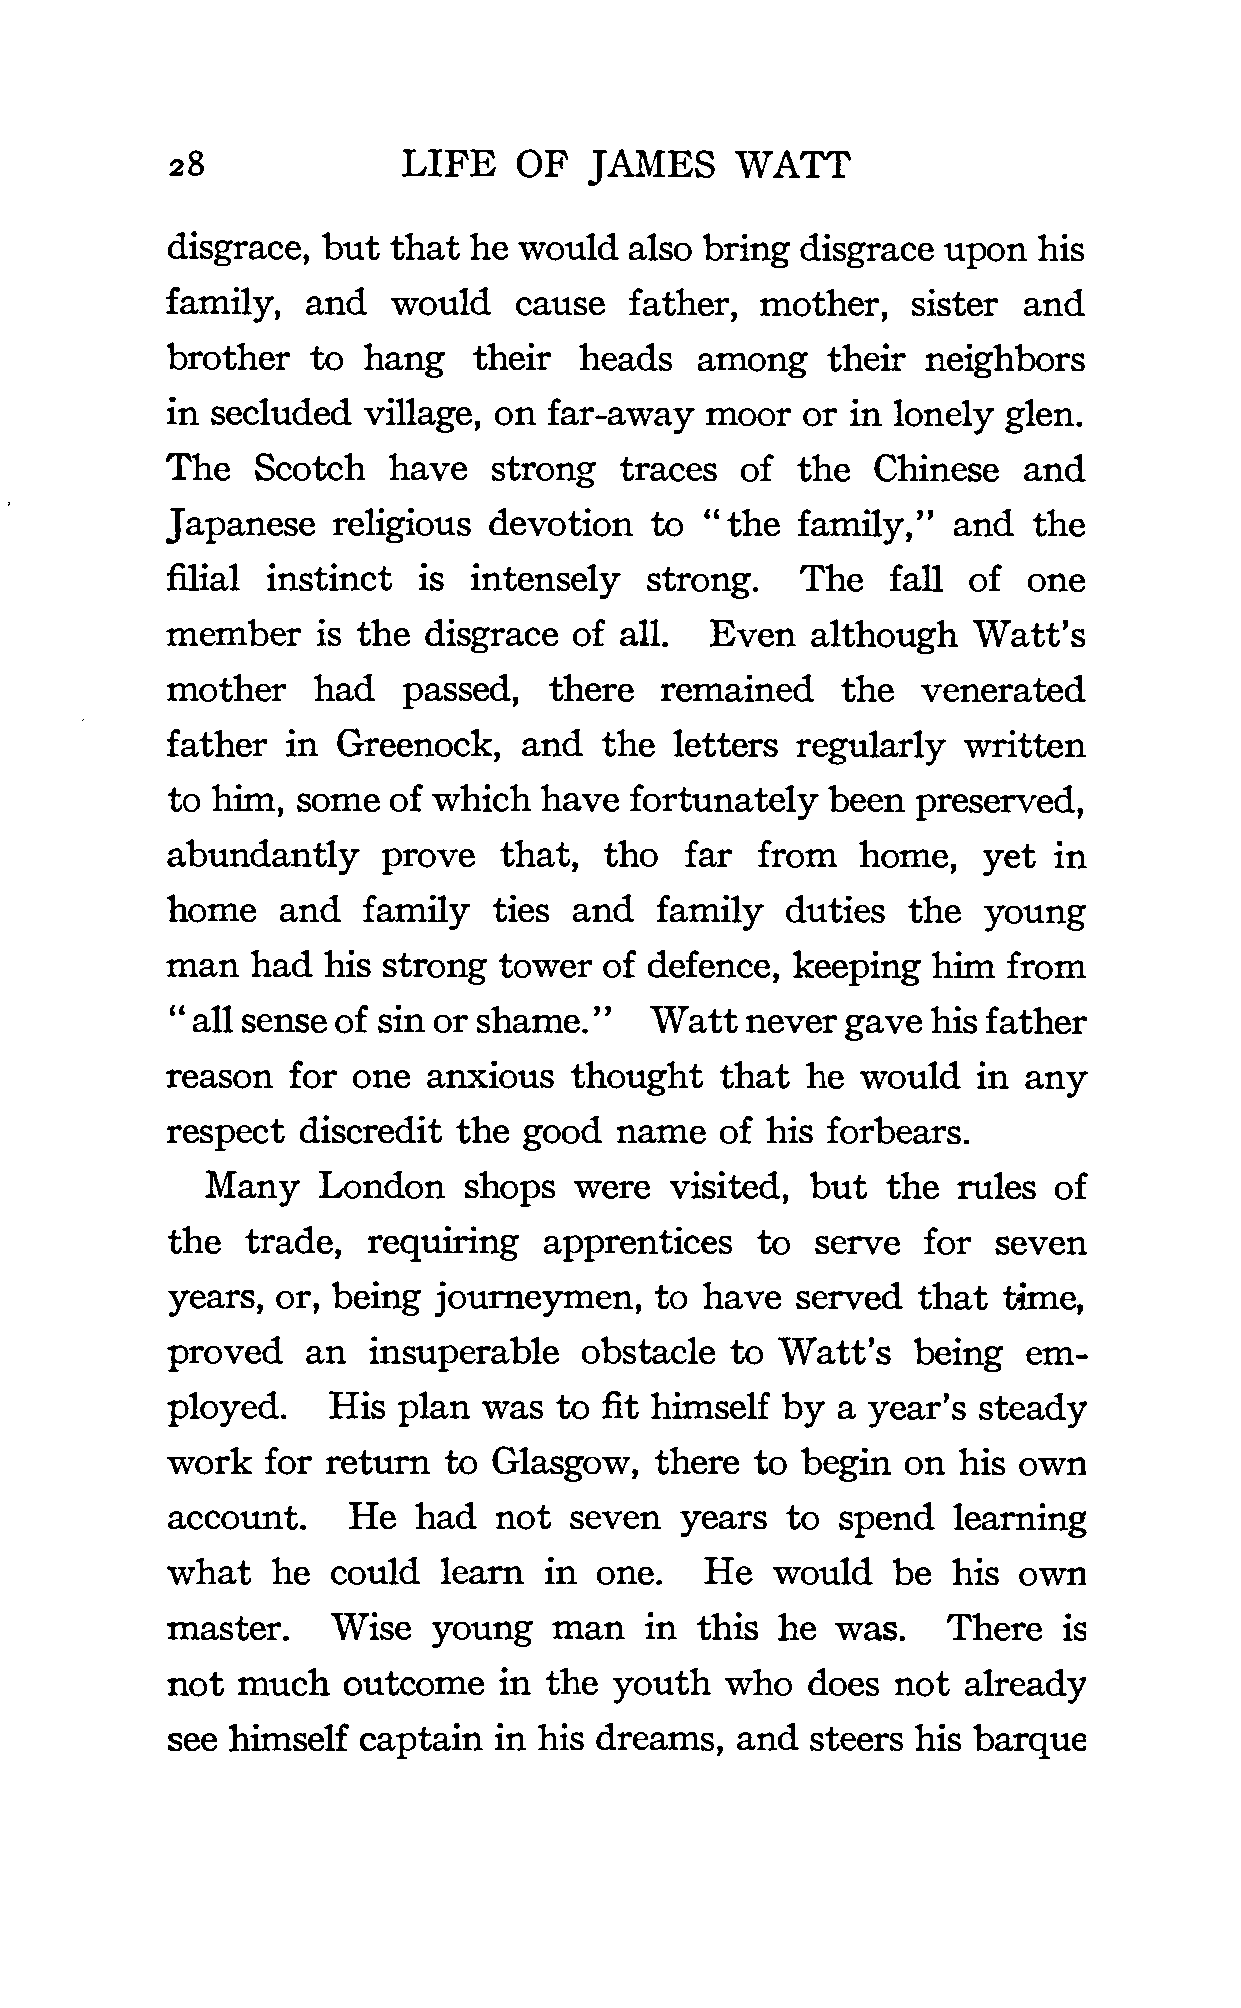 28 LIFE OF JAMES WATT
disgrace, but that he would also bring disgrace upon his
family, and would cause father, mother, sister and
brother to hang their heads among their neighbors
in secluded village, on far-away moor or in lonely glen.
The Scotch have strong traces of the Chinese and
Japanese religious devotion to "the family," and the
filial instinct is intensely strong. The fall of one
member is the disgrace of all. Even although Watt's
mother had passed, there remained the venerated
father in Greenock, and the letters regularly written
to him, some of which have fortunately been preserved,
abundantly prove that, tho far from home, yet in
home and family ties and family duties the young
man had his strong tower of defence, keeping him from
"all sense of sin or shame." Watt never gave his father
reason for one anxious thought that he would in any
respect discredit the good name of his forbears.
Many London shops were visited, but the rules of
the trade, requiring apprentices to serve for seven
years, or, being journeymen, to have served that time,
proved an insuperable obstacle to Watt's being em-
ployed. His plan was to fit himself by a year's steady
work for return to Glasgow, there to begin on his own
account. He had not seven years to spend learning
what he could learn in one. He would be his own
master. Wise young man in this he was. There is
not much outcome in the youth who does not already
see himself captain in his dreams, and steers his barque